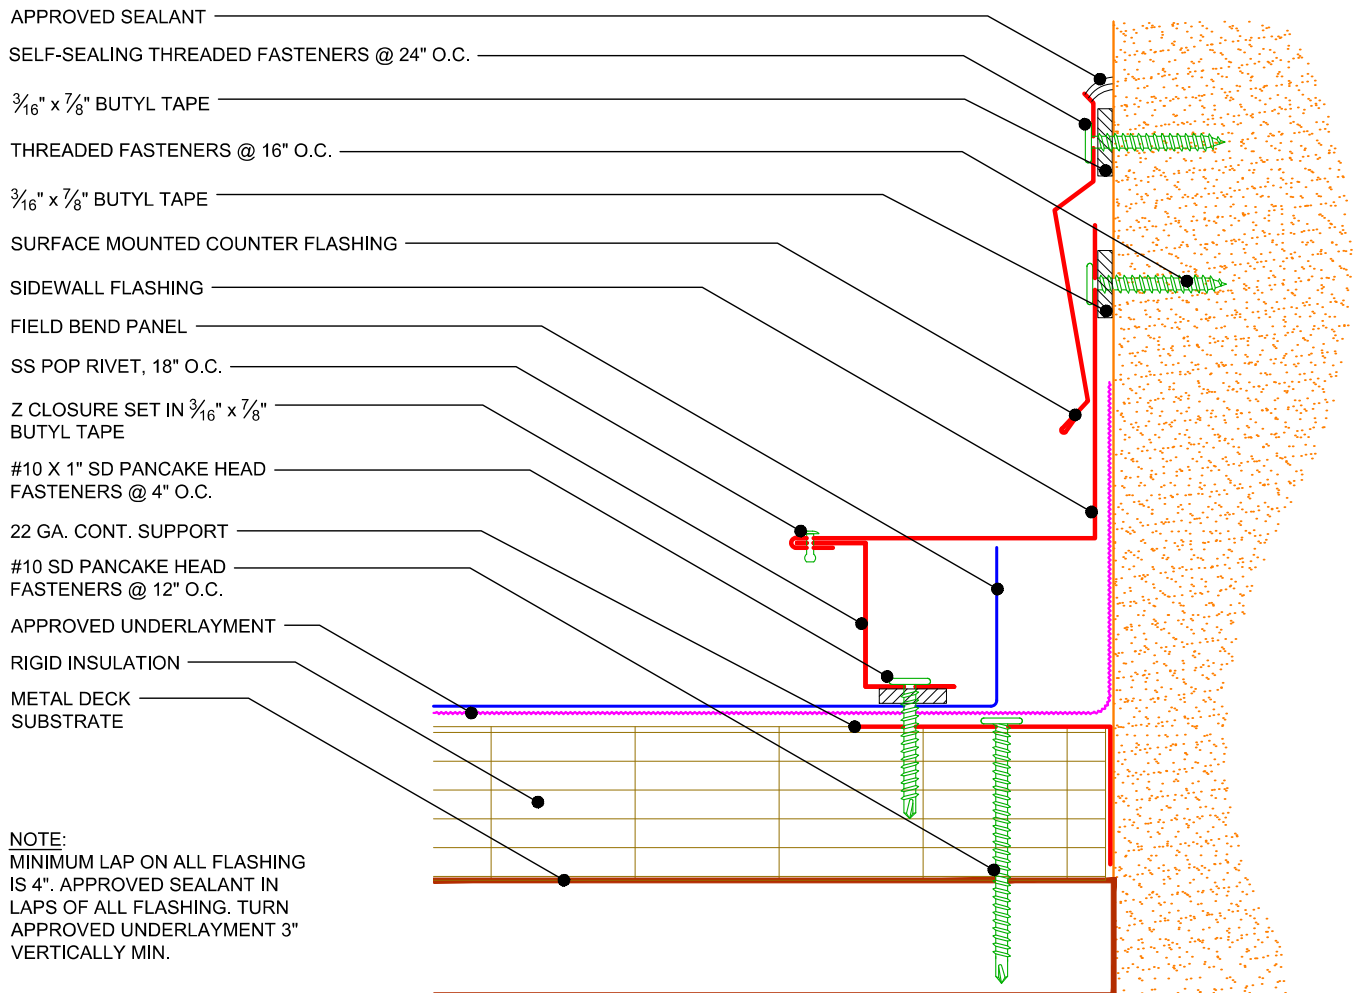 APPROVED SEALANT
SELF-SEALING THREADED FASTENERS @ 24" O.C.
3/16" x 7/8" BUTYL TAPE
THREADED FASTENERS @ 16" O.C.
3/16" x 7/8" BUTYL TAPE
SURFACE MOUNTED COUNTER FLASHING
SIDEWALL FLASHING
FIELD BEND PANEL
SS POP RIVET, 18" O.C.
Z CLOSURE SET IN 3/16" x 7/8"
BUTYL TAPE
#10 X 1" SD PANCAKE HEAD
FASTENERS @ 4" O.C.
22 GA. CONT. SUPPORT
#10 SD PANCAKE HEAD
FASTENERS @ 12" O.C.
APPROVED UNDERLAYMENT
RIGID INSULATION
METAL DECK
SUBSTRATE
NOTE:
MINIMUM LAP ON ALL FLASHING
IS 4". APPROVED SEALANT IN
LAPS OF ALL FLASHING. TURN
APPROVED UNDERLAYMENT 3"
VERTICALLY MIN.